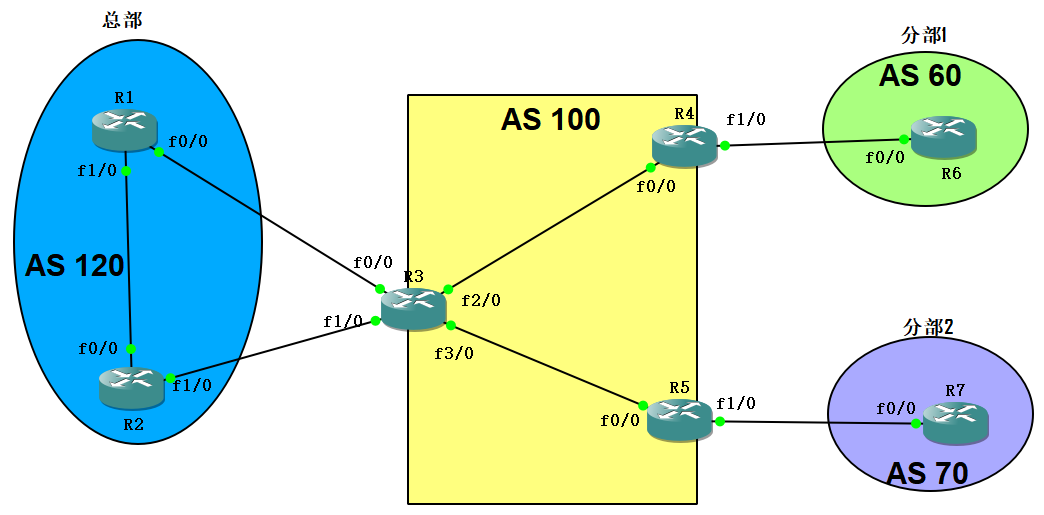 总部
分部1
AS 60
R1
AS 100
R4
f1/0
f0/0
f0/0
f1/0
R6
f0/0
AS 120
f0/0
R3
f2/0
f1/0
分部2
f3/0
f0/0
f1/0
R2
R5
f1/0
f0/0
R7
f0/0
AS 70